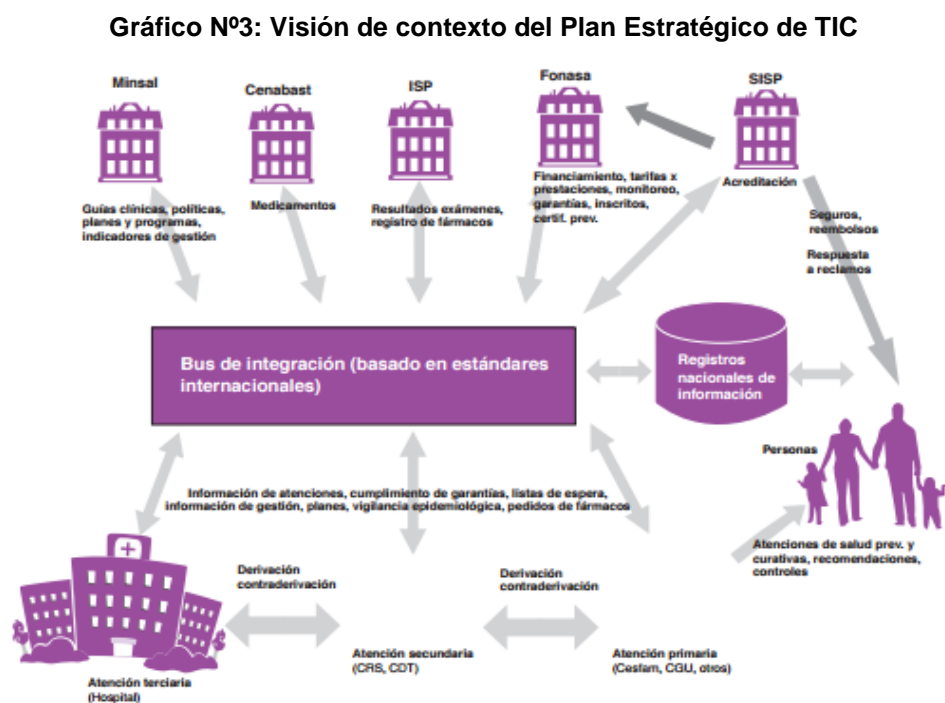 Gráfico Nº3: Visión de contexto del Plan Estratégico de TIC
Minsal
Cenabast
ISP
Fonasa
SISP
Guías clínicas, políticas,
planes y programas,
indicadores de gestión
Medicamentos
Resultados exámenes,
registro de fármacos
Financiamiento, tarifas x
prestaciones, monitoreo,
garantías, inscritos,
certif. prev.
Acreditación
Seguros,
reembolsos
Respuesta
a reclamos
Bus de integración (basado en estándares
internacionales)
Registros
nacionales de
información
Personas
Información de atenciones, cumplimiento de garantías, listas de espera,
información de gestión, planes, vigilancia epidemiológica, pedidos de fármacos
Atenciones de salud prev. y
curativas, recomendaciones,
controles
Derivación
contraderivación
Derivación
contraderivación
Atención terciaria
(Hospital)
Atención secundaria
(CRS, CDT)
Atención primaria
(Cesfam, CGU, otros)